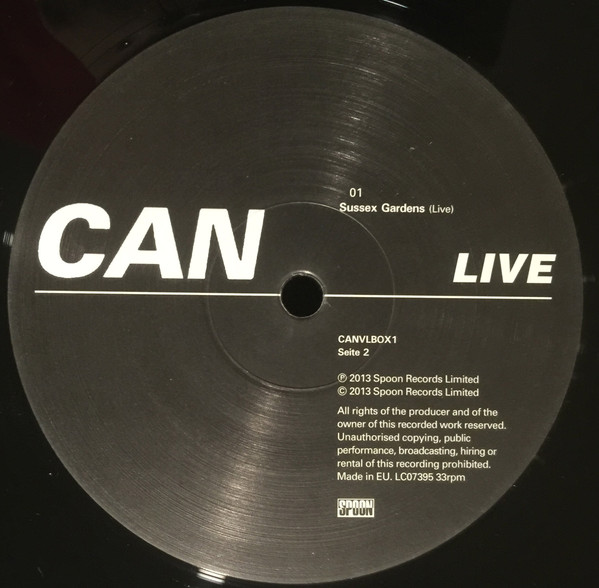 01
Sussex Gardens (Live)
CAN
LIVE
CANVLBOX1
Seite 2
℗ 2013 Spoon Records Limited
© 2013 Spoon Records Limited
All rights of the producer and of the
owner of this recorded work reserved.
Unauthorised copying, public
performance, broadcasting, hiring or
rental of this recording prohibited.
Made in EU. LC07395 33rpm
SPOON